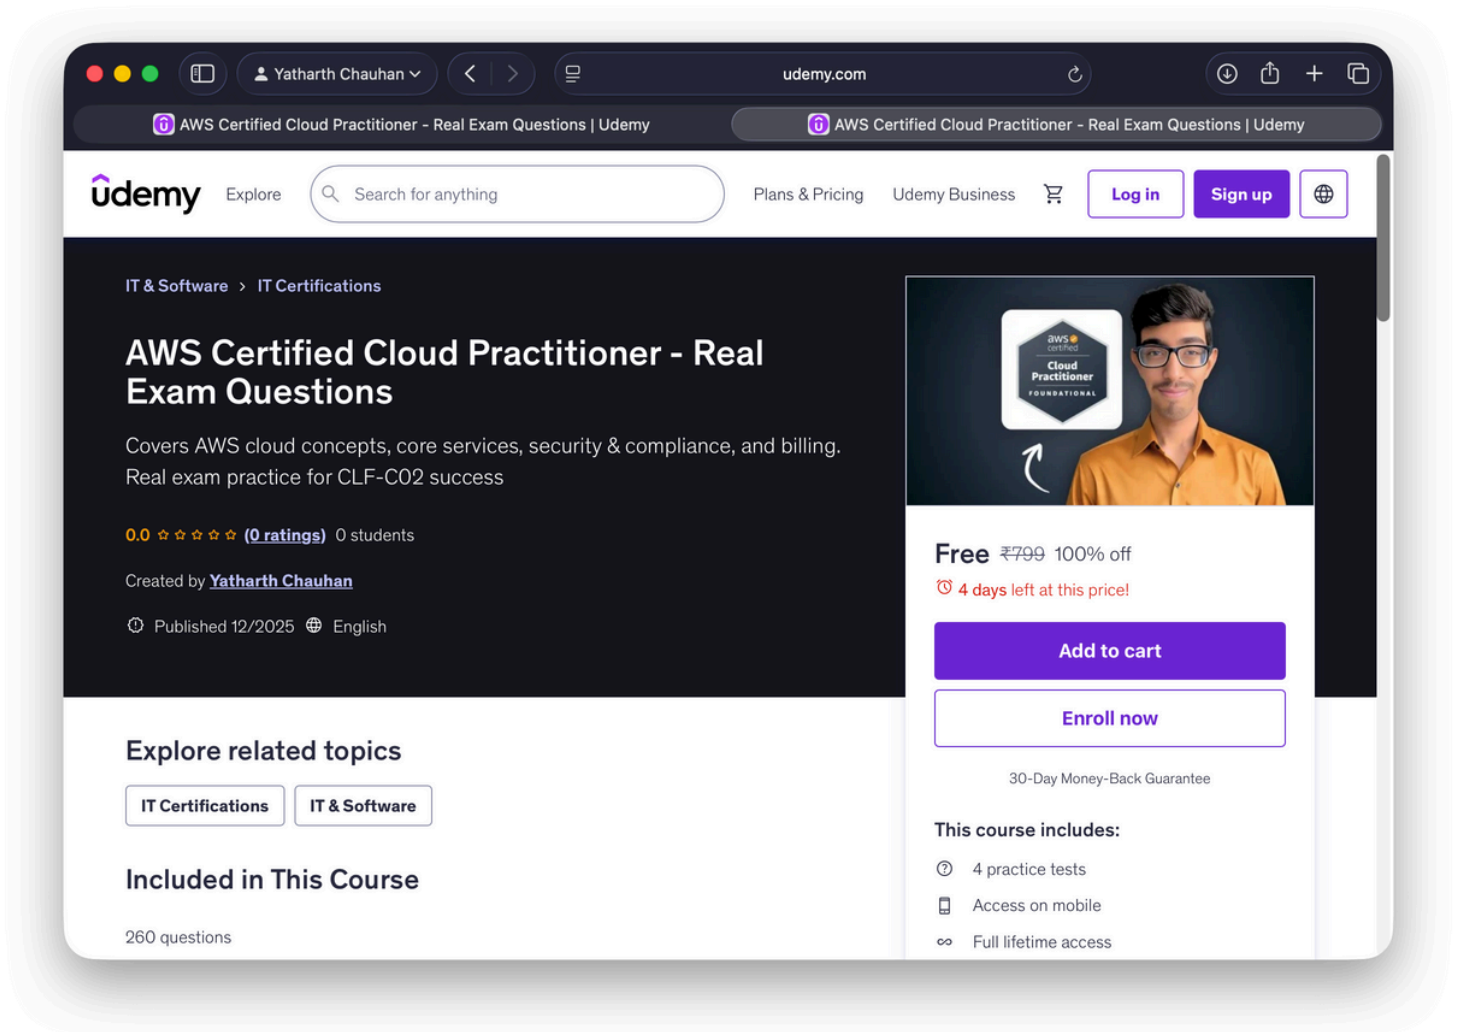 Yatharth Chauhan
udemy.com
AWS Certified Cloud Practitioner - Real Exam Questions | Udemy
AWS Certified Cloud Practitioner - Real Exam Questions | Udemy
udemy
Explore
Search for anything
Plans & Pricing
Udemy Business
Log in
Sign up
IT & Software > IT Certifications
AWS Certified Cloud Practitioner - Real
Exam Questions
Covers AWS cloud concepts, core services, security & compliance, and billing.
Real exam practice for CLF-C02 success
0.0 (0 ratings) 0 students
Created by Yatharth Chauhan
Published 12/2025 English
aws
certified
Cloud
Practitioner
FOUNDATIONAL
Free ₹799 100% off
4 days left at this price!
Add to cart
Enroll now
30-Day Money-Back Guarantee
This course includes:
4 practice tests
Access on mobile
Full lifetime access
Explore related topics
IT Certifications
IT & Software
Included in This Course
260 questions